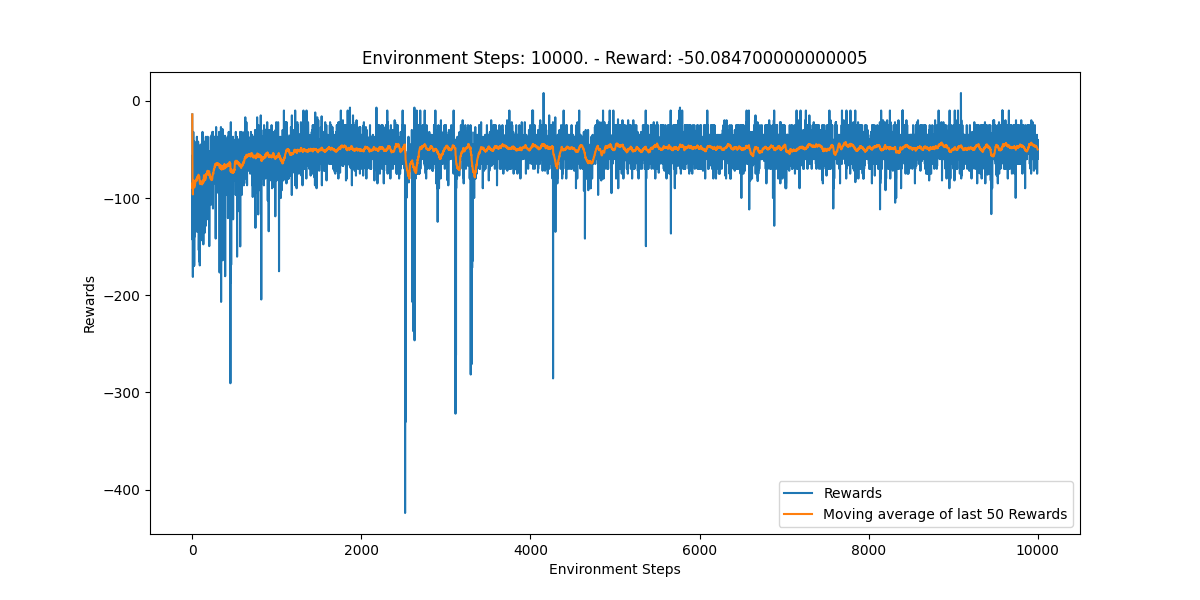 Environment Steps: 10000. - Reward: -50.084700000000005
0
−100
−200
−300
−400
Rewards
0
2000
4000
6000
8000
10000
Environment Steps
Rewards
Moving average of last 50 Rewards